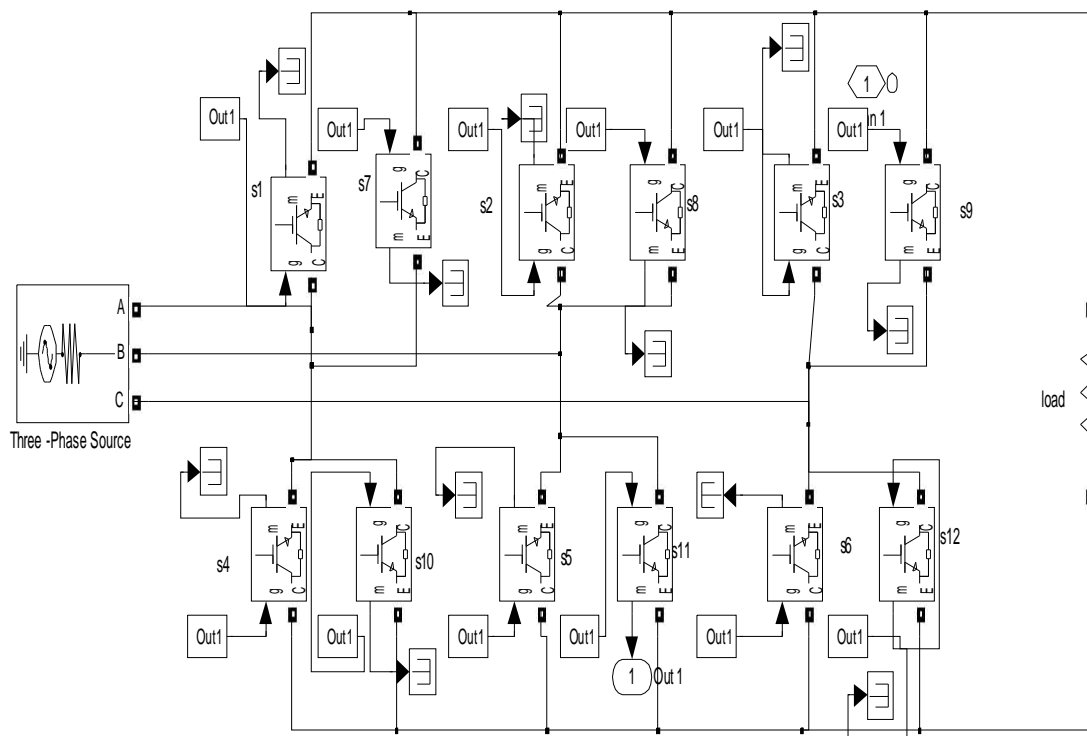 1
In 1
Out1
Out1
Out1
Out1
Out1
Out1
s1
s7
s2
s8
s3
s9
m E
g C
g C
m E
m E
g C
g C
m E
m E
g C
g C
m E
A
B
C
Three -Phase Source
load
m E
g C
g C
m E
m E
g C
g C
m E
m E
g C
g C
m E
s4
s10
s5
s11
s6
s12
Out1
Out1
Out1
Out1
Out1
Out1
1
Out 1